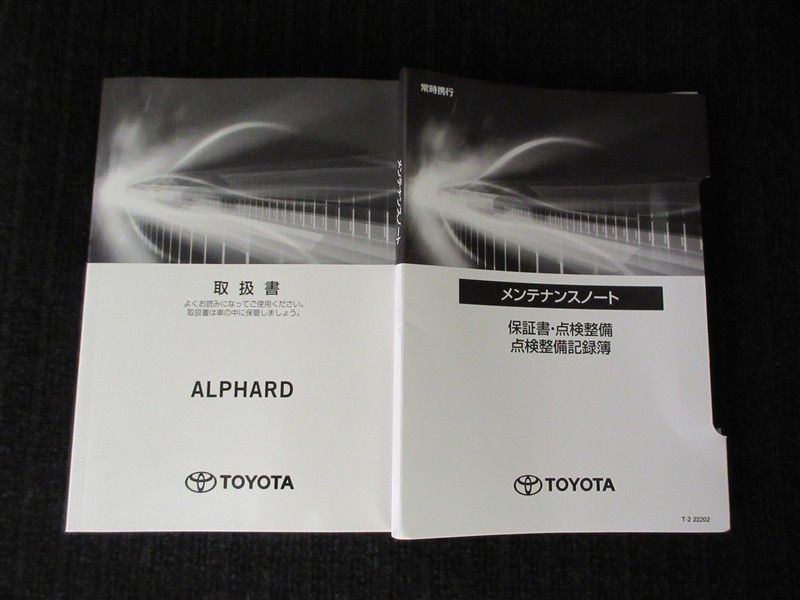 取扱書
よくお読みになってご使用ください。
取扱書は車の中に保管しましょう。
ALPHARD
TOYOTA
メンテナンスノート
常時携行
メンテナンスノート
保証書・点検整備
点検整備記録簿
TOYOTA
T-2 22202